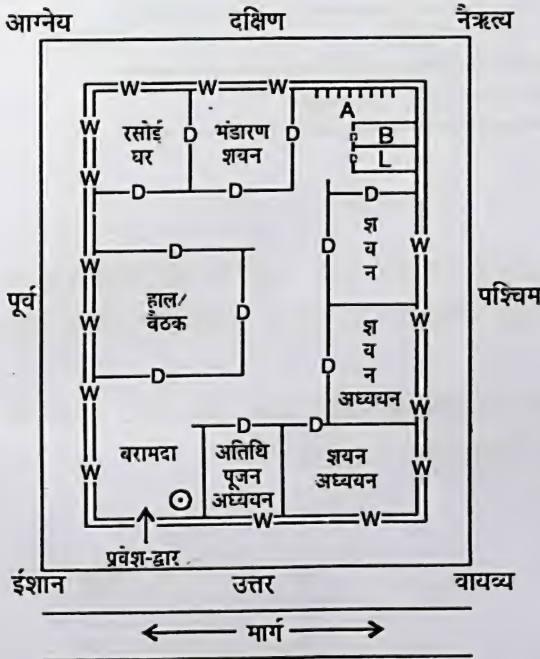 आग्नेय दक्षिण नैऋत्य
W W W
W
W
रसोई
घर
D
भंडारण
शयन
D
A
B
L
D D
D
W
W
D
श
य
न
D
W
पूर्व
हाल/
बैठक
D
पश्चिम
W
W
D
श
य
न
अध्ययन
D
W
W
D
D D
W
बरामदा
अतिथि
पूजन
अध्ययन
शयन
अध्ययन
W W
प्रवेश-द्वार
ईशान उत्तर वायव्य
मार्ग